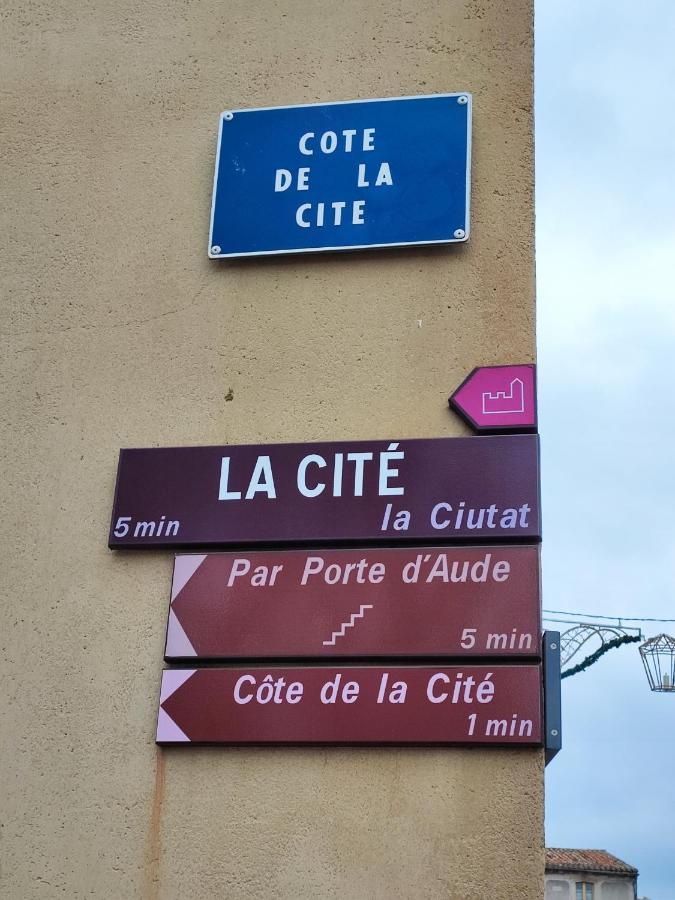 COTE
DE LA
CITE
LA CITÉ
5 min la Ciutat
Par Porte d'Aude
5 min
Côte de la Cité
1 min